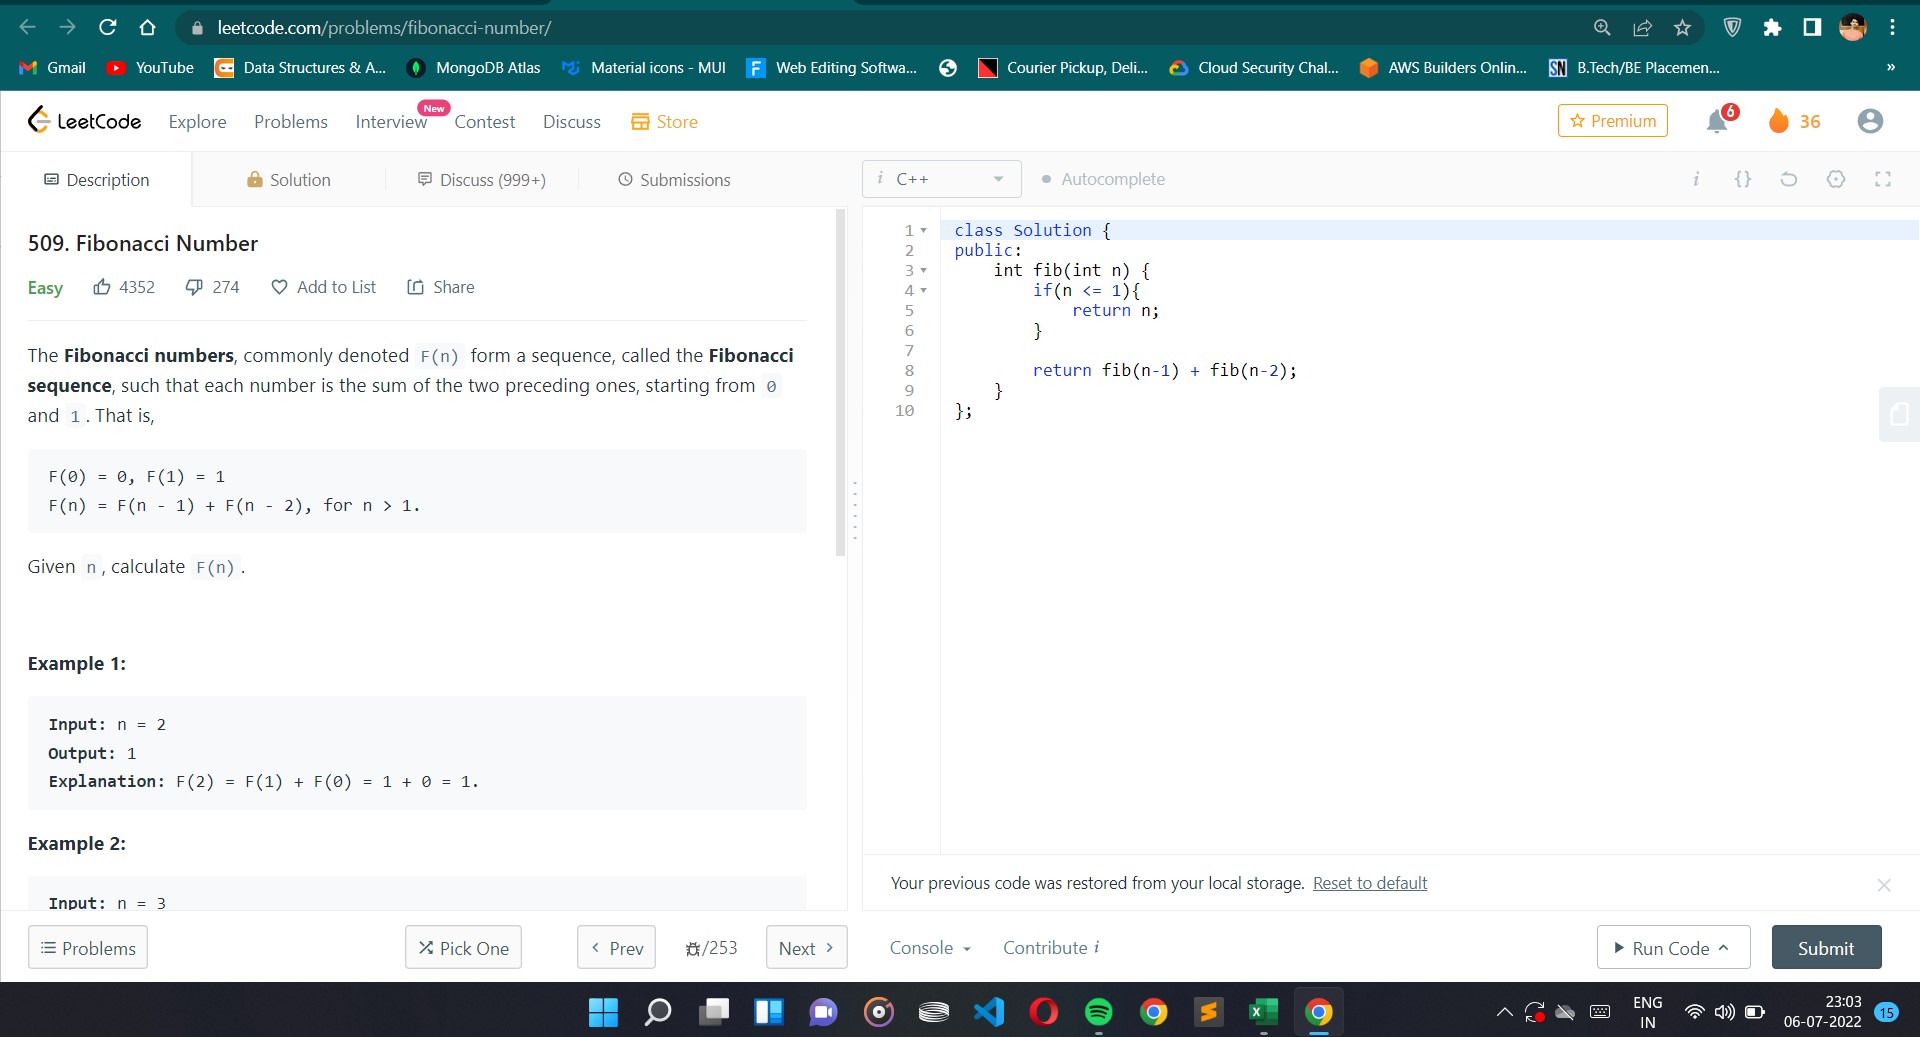 leetcode.com/problems/fibonacci-number/
Gmail YouTube Data Structures & A... MongoDB Atlas Material icons - MUI Web Editing Softwa... Courier Pickup, Deli... Cloud Security Chal... AWS Builders Onlin... SN B.Tech/BE Placemen... »
LeetCode Explore Problems Interview New Contest Discuss Store Premium 6 36
Description Solution Discuss (999+) Submissions
i C++ Autocomplete i {}
509. Fibonacci Number
Easy 4352 274 Add to List Share
The Fibonacci numbers, commonly denoted F(n) form a sequence, called the Fibonacci
sequence, such that each number is the sum of the two preceding ones, starting from 0
and 1. That is,
F(0) = 0, F(1) = 1
F(n) = F(n - 1) + F(n - 2), for n > 1.
Given n, calculate F(n).
Example 1:
Input: n = 2
Output: 1
Explanation: F(2) = F(1) + F(0) = 1 + 0 = 1.
Example 2:
Input: n = 3
1 class Solution {
2 public:
3     int fib(int n) {
4         if(n <= 1){
5             return n;
6         }
7
8         return fib(n-1) + fib(n-2);
9     }
10 };
Your previous code was restored from your local storage. Reset to default
Problems Pick One Prev /253 Next Console Contribute i Run Code Submit
ENG
IN
23:03
06-07-2022
15